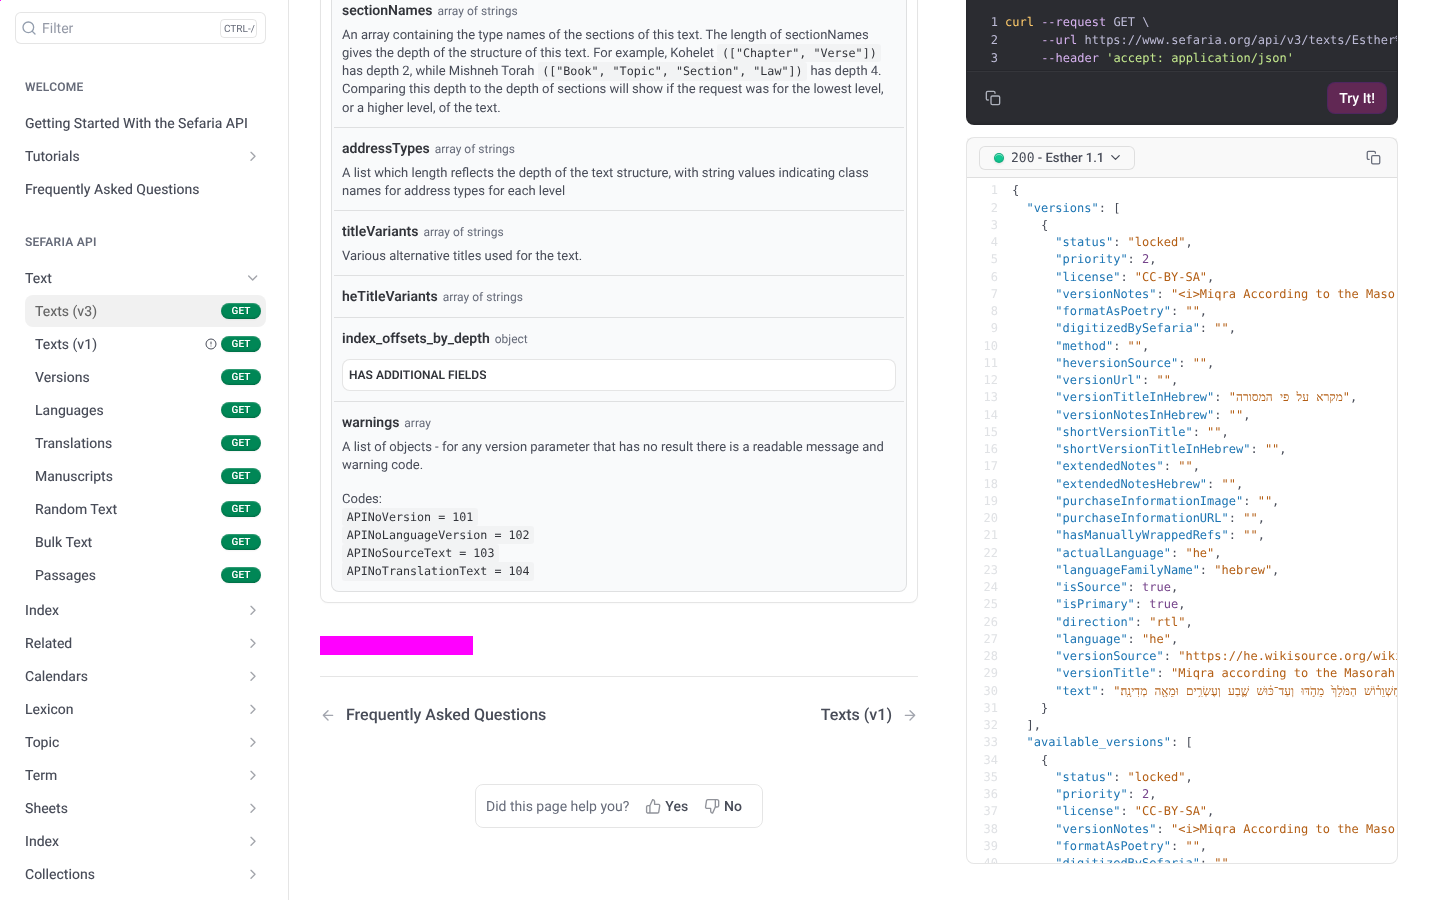 Filter
CTRL-/
WELCOME
Getting Started With the Sefaria API
Tutorials
Frequently Asked Questions
SEFARIA API
Text
Texts (v3) GET
Texts (v1) GET
Versions GET
Languages GET
Translations GET
Manuscripts GET
Random Text GET
Bulk Text GET
Passages GET
Index
Related
Calendars
Lexicon
Topic
Term
Sheets
Index
Collections
sectionNames array of strings
An array containing the type names of the sections of this text. The length of sectionNames
gives the depth of the structure of this text. For example, Kohelet (["Chapter", "Verse"])
has depth 2, while Mishneh Torah (["Book", "Topic", "Section", "Law"]) has depth 4.
Comparing this depth to the depth of sections will show if the request was for the lowest level,
or a higher level, of the text.
addressTypes array of strings
A list which length reflects the depth of the text structure, with string values indicating class
names for address types for each level
titleVariants array of strings
Various alternative titles used for the text.
heTitleVariants array of strings
index_offsets_by_depth object
HAS ADDITIONAL FIELDS
warnings array
A list of objects - for any version parameter that has no result there is a readable message and
warning code.
Codes:
APINoVersion = 101
APINoLanguageVersion = 102
APINoSourceText = 103
APINoTranslationText = 104
Frequently Asked Questions
Texts (v1)
Did this page help you? Yes No
1 curl --request GET \
2 --url https://www.sefaria.org/api/v3/texts/Esther
3 --header 'accept: application/json'
Try It!
200 - Esther 1.1
1 {
2 "versions": [
3 {
4 "status": "locked",
5 "priority": 2,
6 "license": "CC-BY-SA",
7 "versionNotes": "<i>Miqra According to the Maso
8 "formatAsPoetry": "",
9 "digitizedBySefaria": "",
10 "method": "",
11 "heversionSource": "",
12 "versionUrl": "",
13 "versionTitleInHebrew": "מקרא על פי המסורה",
14 "versionNotesInHebrew": "",
15 "shortVersionTitle": "",
16 "shortVersionTitleInHebrew": "",
17 "extendedNotes": "",
18 "extendedNotesHebrew": "",
19 "purchaseInformationImage": "",
20 "purchaseInformationURL": "",
21 "hasManuallyWrappedRefs": "",
22 "actualLanguage": "he",
23 "languageFamilyName": "hebrew",
24 "isSource": true,
25 "isPrimary": true,
26 "direction": "rtl",
27 "language": "he",
28 "versionSource": "https://he.wikisource.org/wiki
29 "versionTitle": "Miqra according to the Masorah
30 "text": "הַמֹּלֵךְ מֵהֹדּוּ וְעַד־כּוּשׁ שֶׁבַע וְעֶשְׂרִים וּמֵאָה מְדִינָה
31 }
32 ],
33 "available_versions": [
34 {
35 "status": "locked",
36 "priority": 2,
37 "license": "CC-BY-SA",
38 "versionNotes": "<i>Miqra According to the Maso
39 "formatAsPoetry": "",
40 "digitizedBySefaria": ""